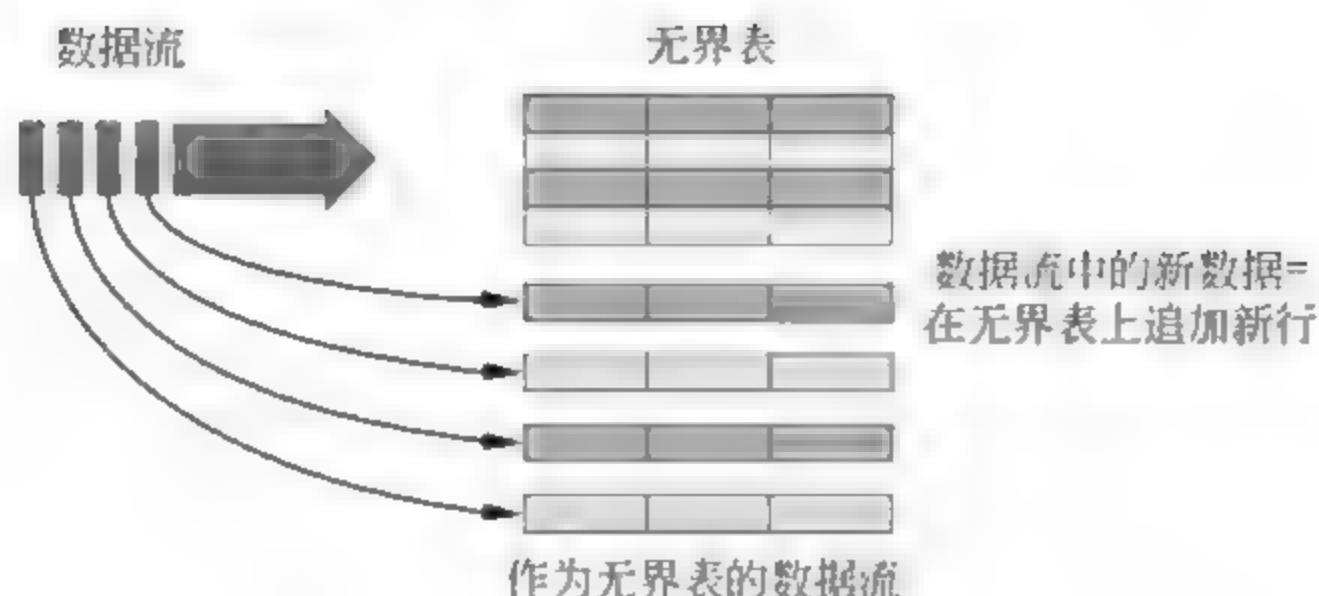 数据流
无界表
数据流中的新数据=
在无界表上追加新行
作为无界表的数据流